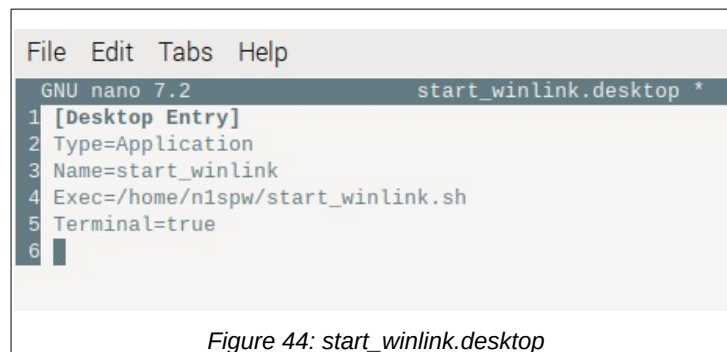 File Edit Tabs Help
GNU nano 7.2 start_winlink.desktop *
1 [Desktop Entry]
2 Type=Application
3 Name=start_winlink
4 Exec=/home/n1spw/start_winlink.sh
5 Terminal=true
6
Figure 44: start_winlink.desktop